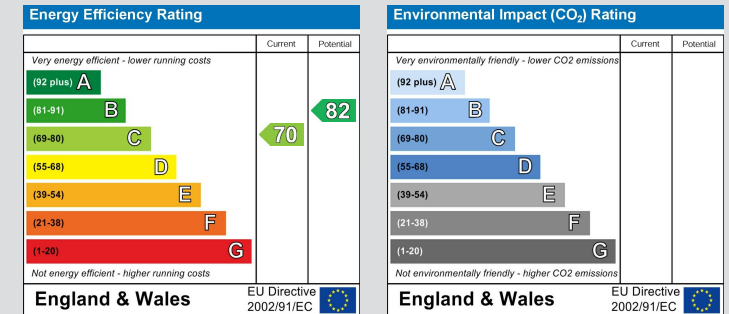 Energy Efficiency Rating
Current Potential
Very energy efficient - lower running costs
(92 plus) A
(81-91) B
82
(69-80) C
70
(55-68) D
(39-54) E
(21-38) F
(1-20) G
Not energy efficient - higher running costs
England & Wales
EU Directive
2002/91/EC
Environmental Impact (CO₂) Rating
Current Potential
Very environmentally friendly - lower CO2 emissions
(92 plus) A
(81-91) B
(69-80) C
(55-68) D
(39-54) E
(21-38) F
(1-20) G
Not environmentally friendly - higher CO2 emissions
England & Wales
EU Directive
2002/91/EC